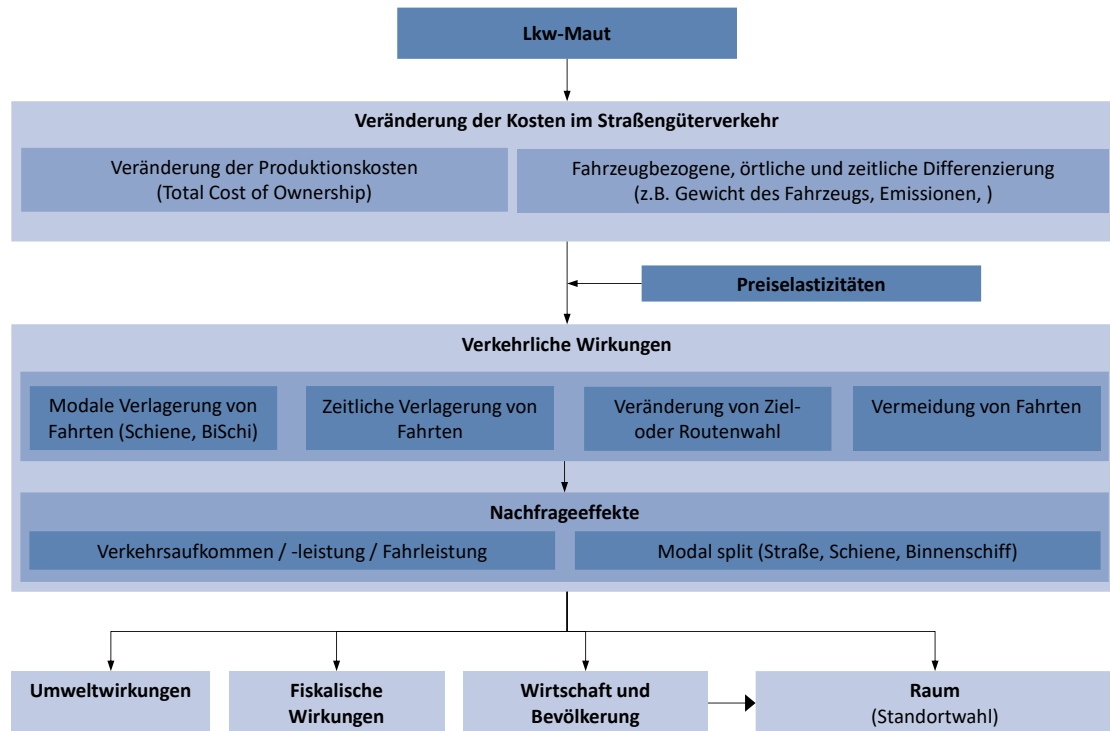 Lkw-Maut
Veränderung der Kosten im Straßengüterverkehr
Veränderung der Produktionskosten
(Total Cost of Ownership)
Fahrzeugbezogene, örtliche und zeitliche Differenzierung
(z.B. Gewicht des Fahrzeugs, Emissionen, )
Preiselastizitäten
Verkehrliche Wirkungen
Modale Verlagerung von
Fahrten (Schiene, BiSchi)
Zeitliche Verlagerung von
Fahrten
Veränderung von Ziel-
oder Routenwahl
Vermeidung von Fahrten
Nachfrageeffekte
Verkehrsaufkommen / -leistung / Fahrleistung
Modal split (Straße, Schiene, Binnenschiff)
Umweltwirkungen
Fiskalische
Wirkungen
Wirtschaft und
Bevölkerung
Raum
(Standortwahl)